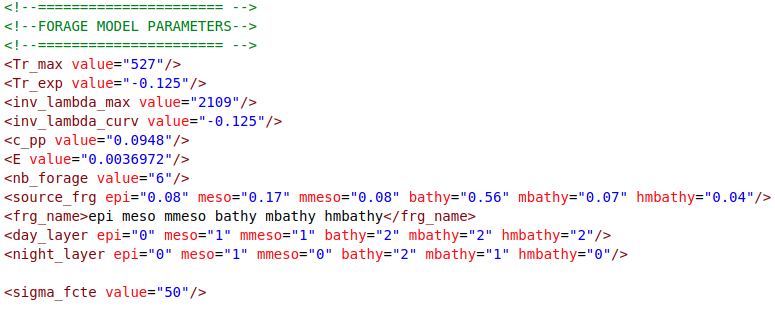 <!--====================== -->
<!--FORAGE MODEL PARAMETERS-->
<!--====================== -->
<Tr_max value="527"/>
<Tr_exp value="-0.125"/>
<inv_lambda_max value="2109"/>
<inv_lambda_curv value="-0.125"/>
<c_pp value="0.0948"/>
<E value="0.0036972"/>
<nb_forage value="6"/>
<source_frg epi="0.08" meso="0.17" mmeso="0.08" bathy="0.56" mbathy="0.07" hmbathy="0.04"/>
<frg_name>epi meso mmeso bathy mbathy hmbathy</frg_name>
<day_layer epi="0" meso="1" mmeso="1" bathy="2" mbathy="2" hmbathy="2"/>
<night_layer epi="0" meso="1" mmeso="0" bathy="2" mbathy="1" hmbathy="0"/>
<sigma_fcte value="50"/>